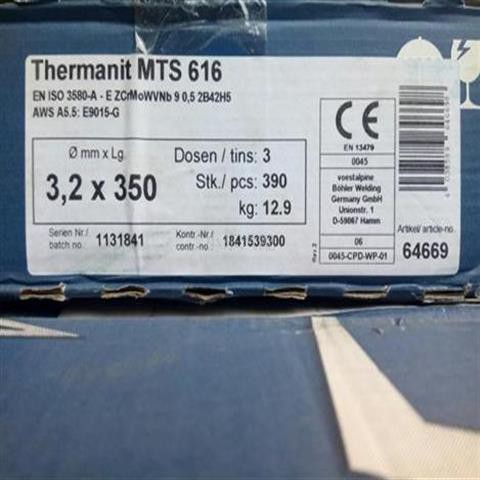 Thermanit MTS 616
EN ISO 3580-A - E ZCrMoWVNb 9 0,5 2B42H5
AWS A5.5: E9015-G
Ø mm x Lg.
3,2 x 350
Dosen / tins: 3
Stk./ pcs: 390
kg: 12.9
Serien Nr./
batch no.:
1131841
Kontr.-Nr./
contr.-no.:
1841539300
CE
EN 13479
0045
voestalpine
Böhler Welding
Germany GmbH
Unionstr. 1
D-59067 Hamm
06
0045-CPD-WP-01
Artikel/ article-no.
64669